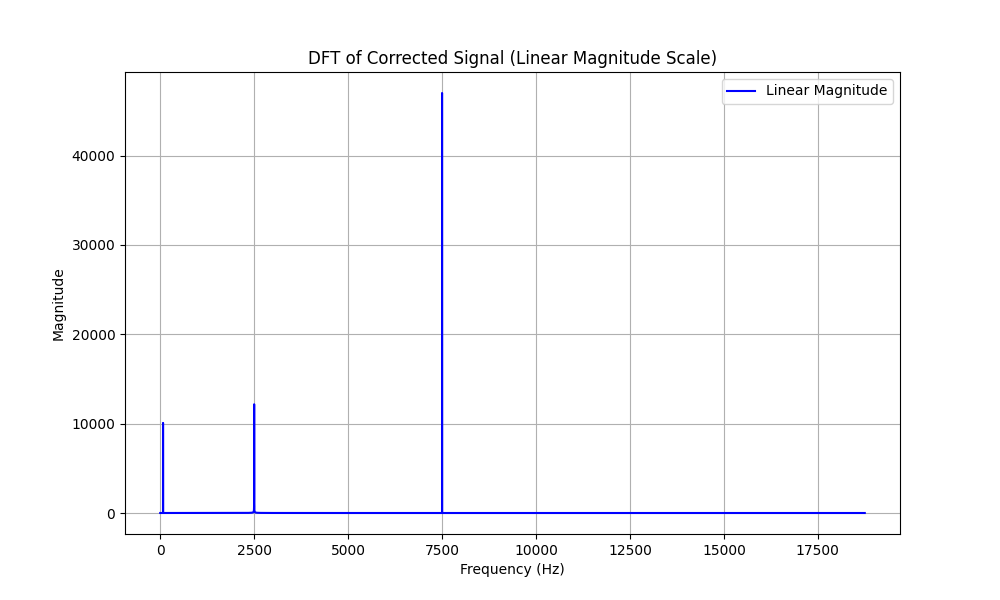 DFT of Corrected Signal (Linear Magnitude Scale)
Linear Magnitude
Magnitude
40000
30000
20000
10000
0
0 2500 5000 7500 10000 12500 15000 17500
Frequency (Hz)